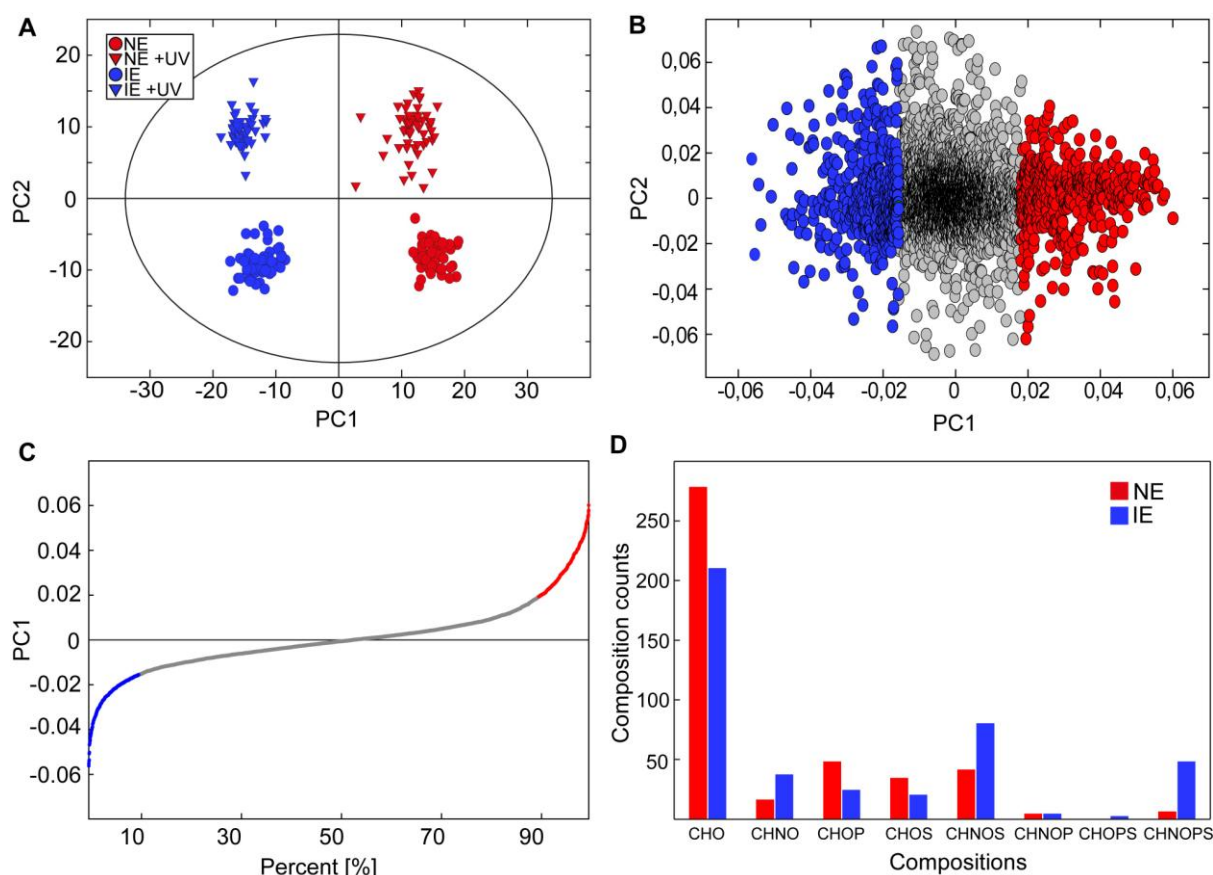 A
NE
NE +UV
IE
IE +UV
20
10
0
-10
-20
PC2
-30
-20
-10
0
10
20
30
PC1
B
0,06
0,04
0,02
0
-0,02
-0,04
-0,06
PC2
-0,06
-0,04
-0,02
0
0,02
0,04
0,06
PC1
C
0.06
0.04
0.02
0
-0.02
-0.04
-0.06
PC1
10
30
50
70
90
Percent [%]
D
NE
IE
250
200
150
100
50
Composition counts
CHO
CHNO
CHOP
CHOS
CHNOS
CHNOP
CHOPS
CHNOPS
Compositions